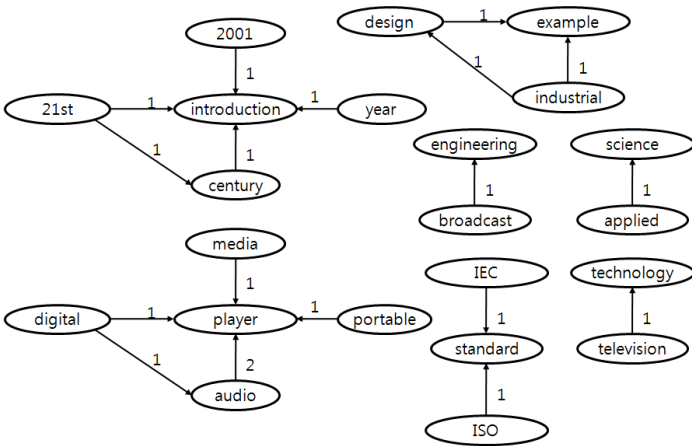 2001
1
21st
1
introduction
1
year
1
1
century
design
1
example
1
1
industrial
engineering
1
broadcast
science
1
applied
media
1
digital
1
player
1
portable
1
2
audio
IEC
1
standard
1
ISO
technology
1
television